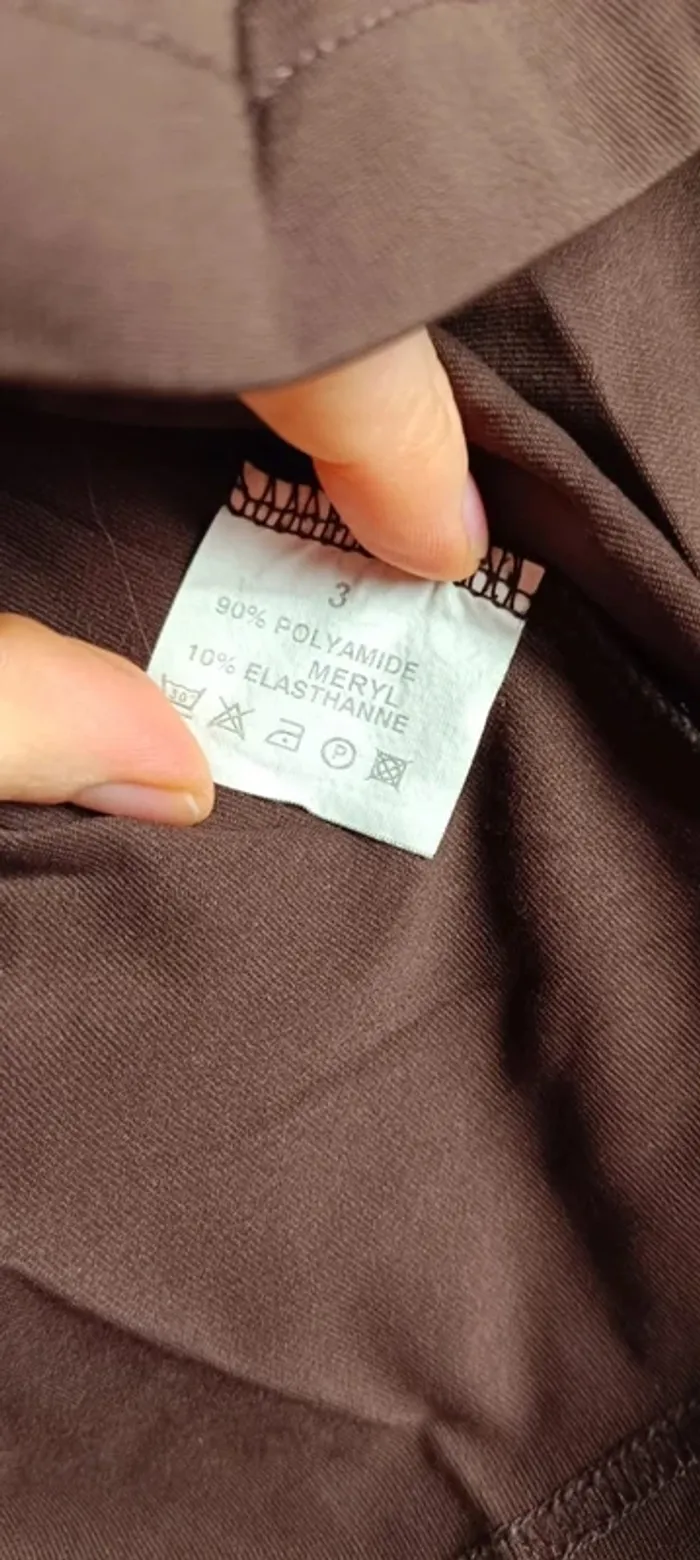 3
90% POLYAMIDE
MERYL
10% ELASTHANNE
30°
P